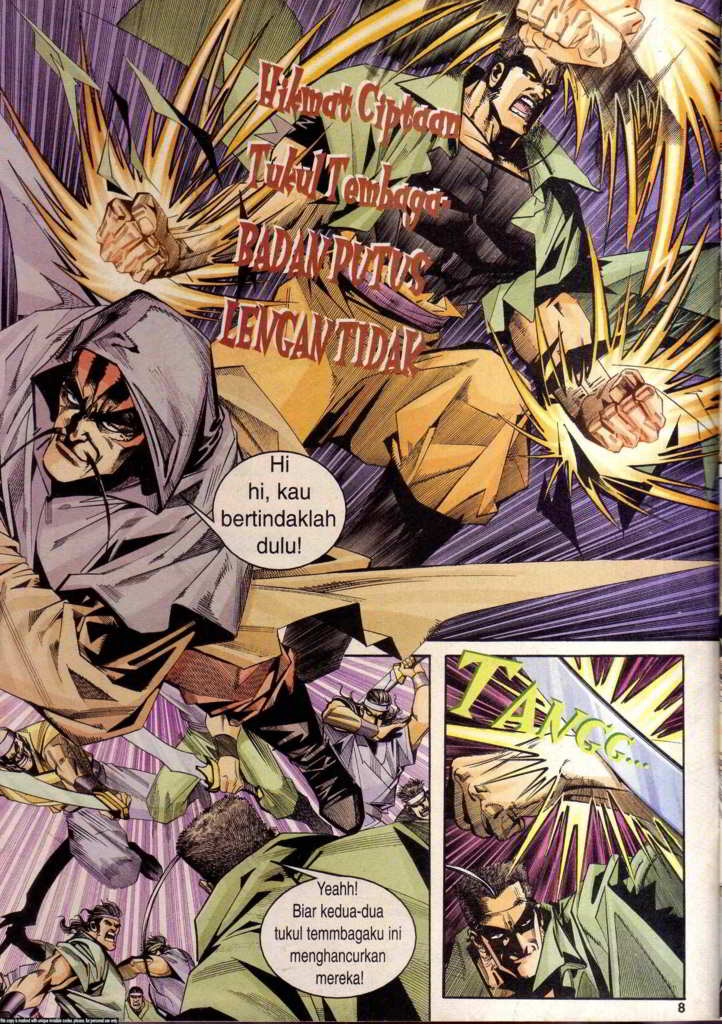 Hikmat Ciptaan
Tukul Tembaga-
BADAN PUTUS
LENGAN TIDAK
Hi
hi, kau
bertindaklah
dulu!
TANGG...
Yeahh!
Biar kedua-dua
tukul temmbagaku ini
menghancurkan
mereka!
8